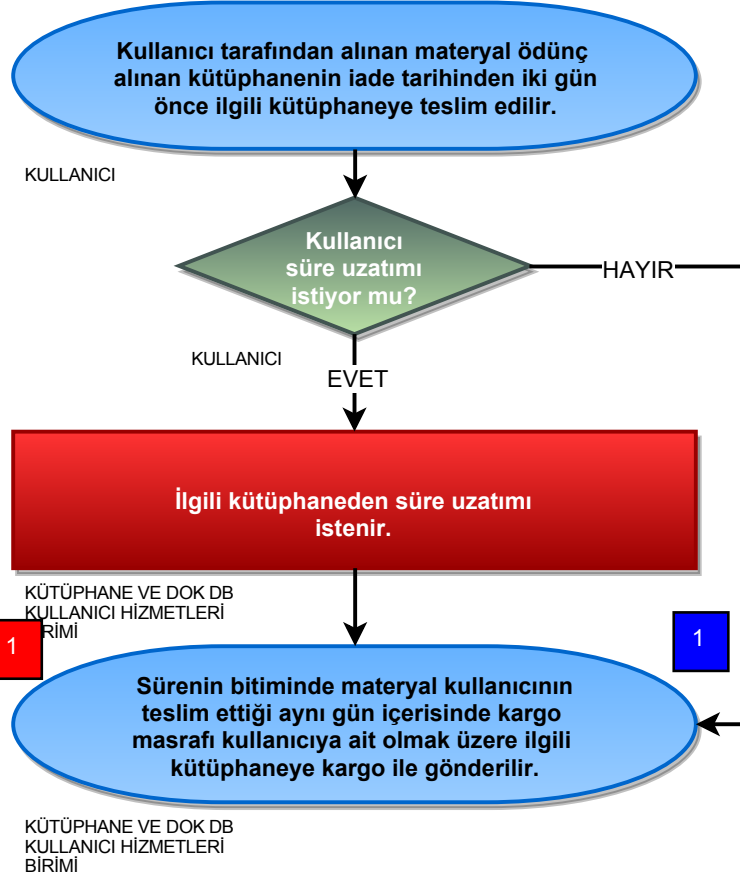 Kullanıcı tarafından alınan materyal ödünç
alınan kütüphanenin iade tarihinden iki gün
önce ilgili kütüphaneye teslim edilir.
KULLANICI
Kullanıcı
süre uzatımı
istiyor mu?
HAYIR
KULLANICI
EVET
İlgili kütüphaneden süre uzatımı
istenir.
KÜTÜPHANE VE DOK DB
KULLANICI HİZMETLERİ
RİMİ
1
1
Sürenin bitiminde materyal kullanıcının
teslim ettiği aynı gün içerisinde kargo
masrafı kullanıcıya ait olmak üzere ilgili
kütüphaneye kargo ile gönderilir.
KÜTÜPHANE VE DOK DB
KULLANICI HİZMETLERİ
BİRİMİ